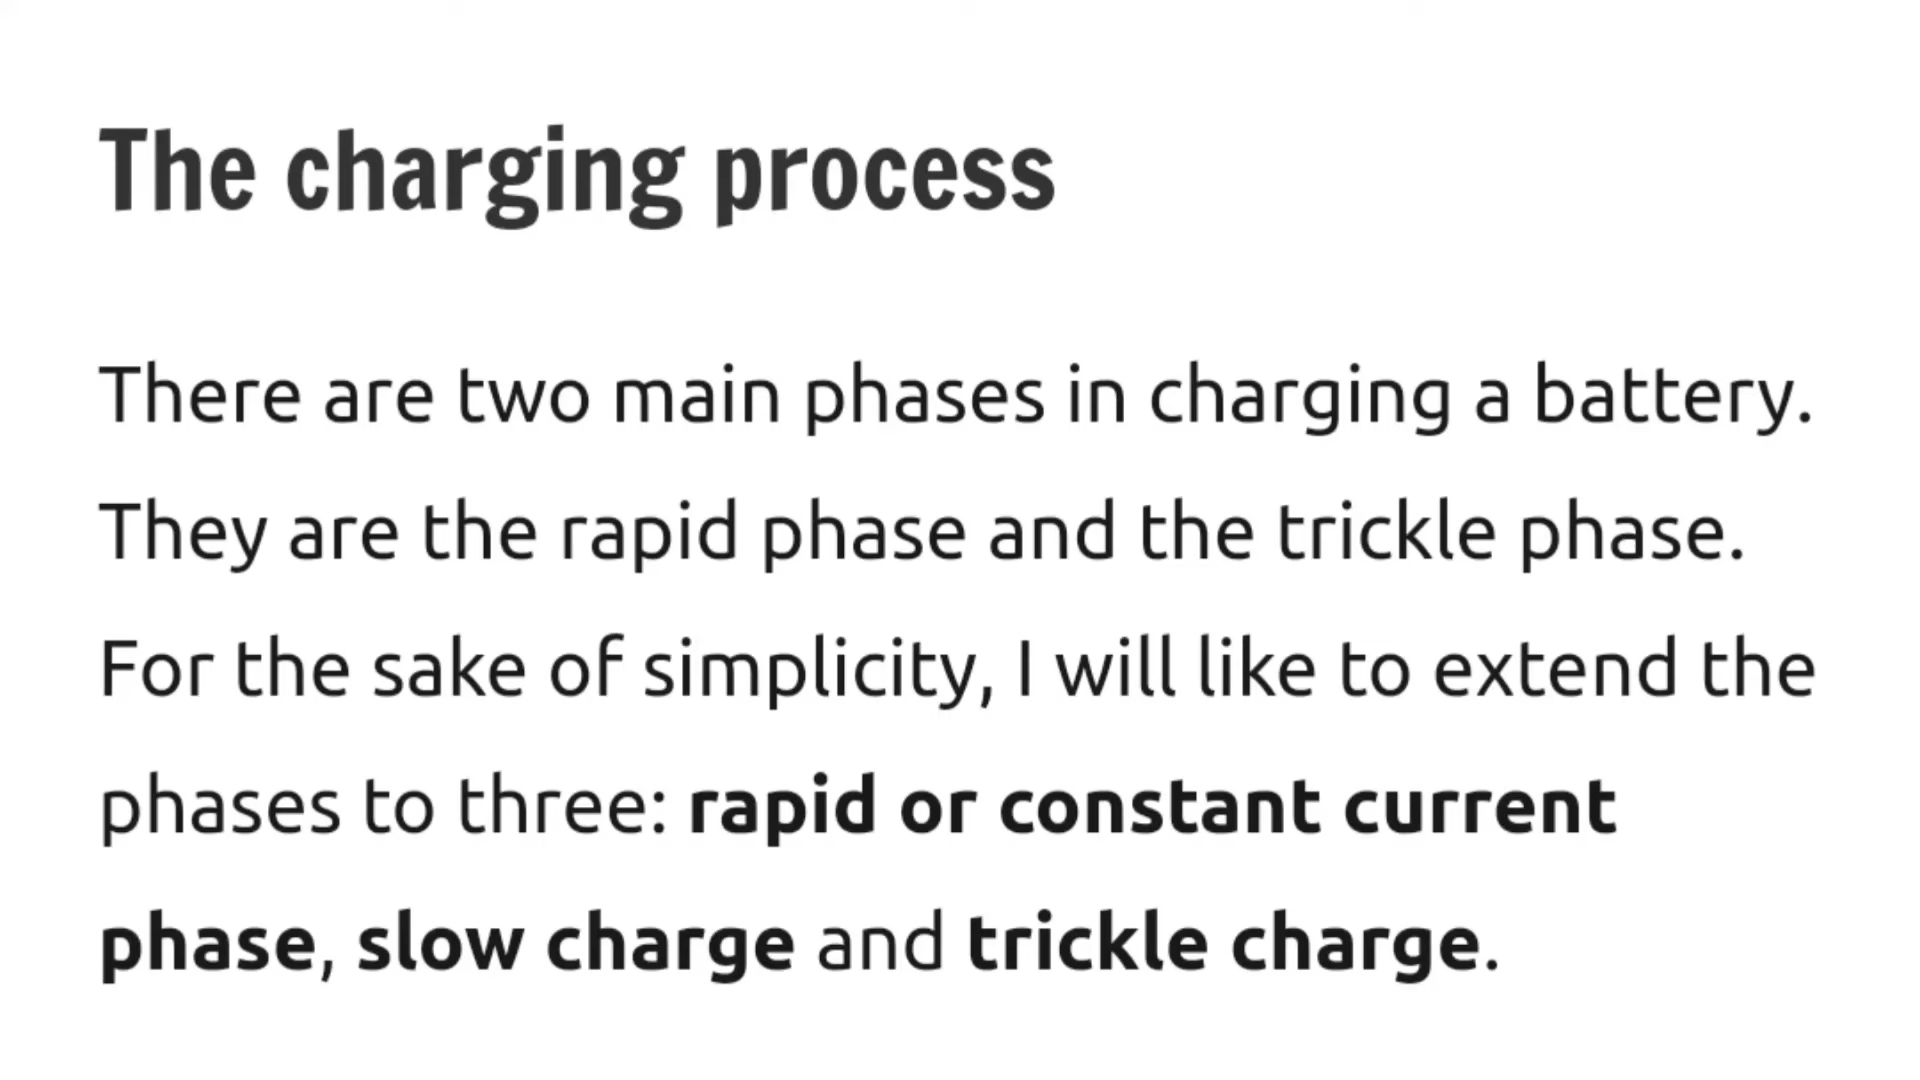 The charging process
There are two main phases in charging a battery.
They are the rapid phase and the trickle phase.
For the sake of simplicity, I will like to extend the
phases to three: rapid or constant current
phase, slow charge and trickle charge.